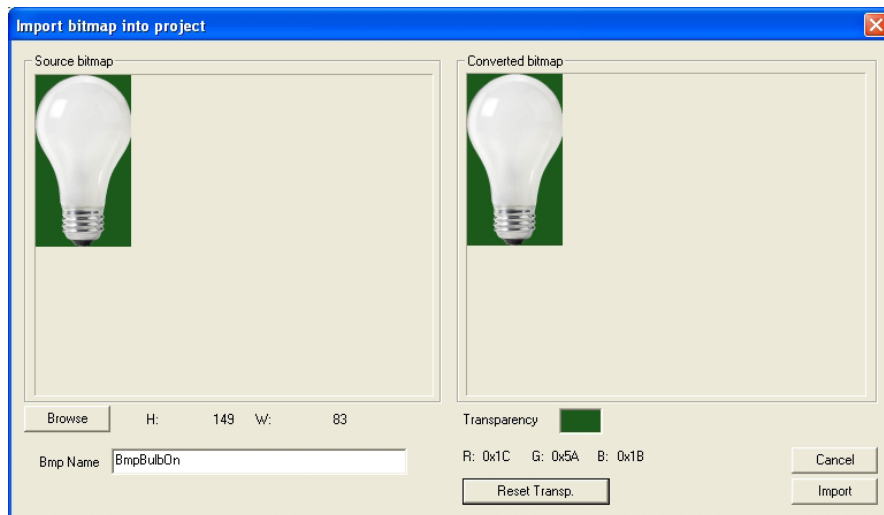 Import bitmap into project
Source bitmap
Converted bitmap
Browse H: 149 W: 83
Transparency
Bmp Name BmpBulbOn
R: 0x1C G: 0x5A B: 0x1B
Cancel
Reset Transp.
Import